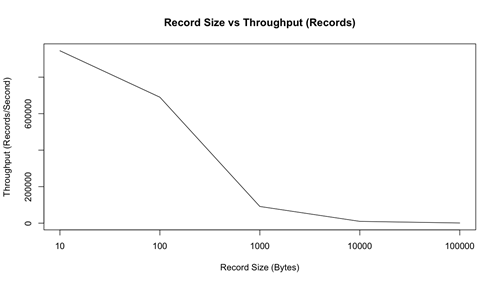 Record Size vs Throughput (Records)
Throughput (Records/Second)
600000
200000
0
10 100 1000 10000 100000
Record Size (Bytes)